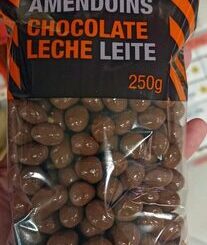 AMENDOINS
CHOCOLATE
LECHE LEITE
250g